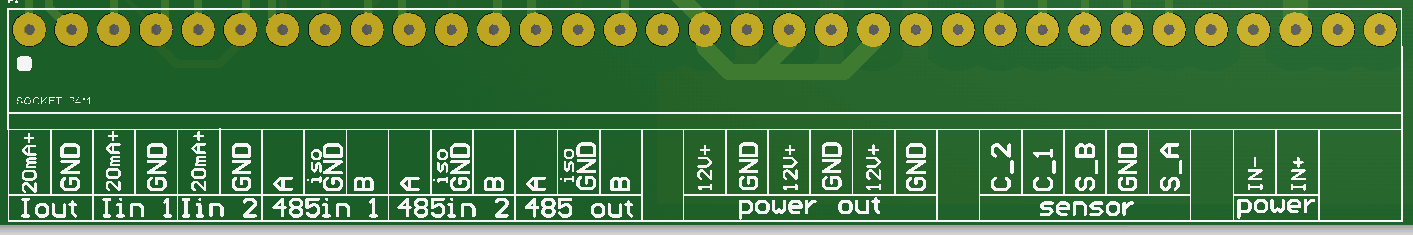 SOCKET 34*1
20mA+ GND 20mA+ GND 20mA+ GND A iso GND B A iso GND B A iso GND B 12V+ GND 12V+ GND 12V+ GND C_2 C_1 S_B GND S_A IN- IN+
Iout Iin 1 Iin 2 485in 1 485in 2 485 out power out sensor power